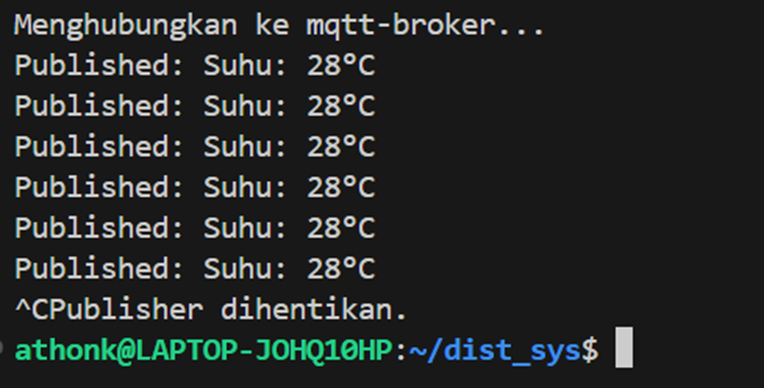 Menghubungkan ke mqtt-broker...
Published: Suhu: 28°C
Published: Suhu: 28°C
Published: Suhu: 28°C
Published: Suhu: 28°C
Published: Suhu: 28°C
Published: Suhu: 28°C
^CPublisher dihentikan.
athonk@LAPTOP-JOHQ10HP:~/dist_sys$